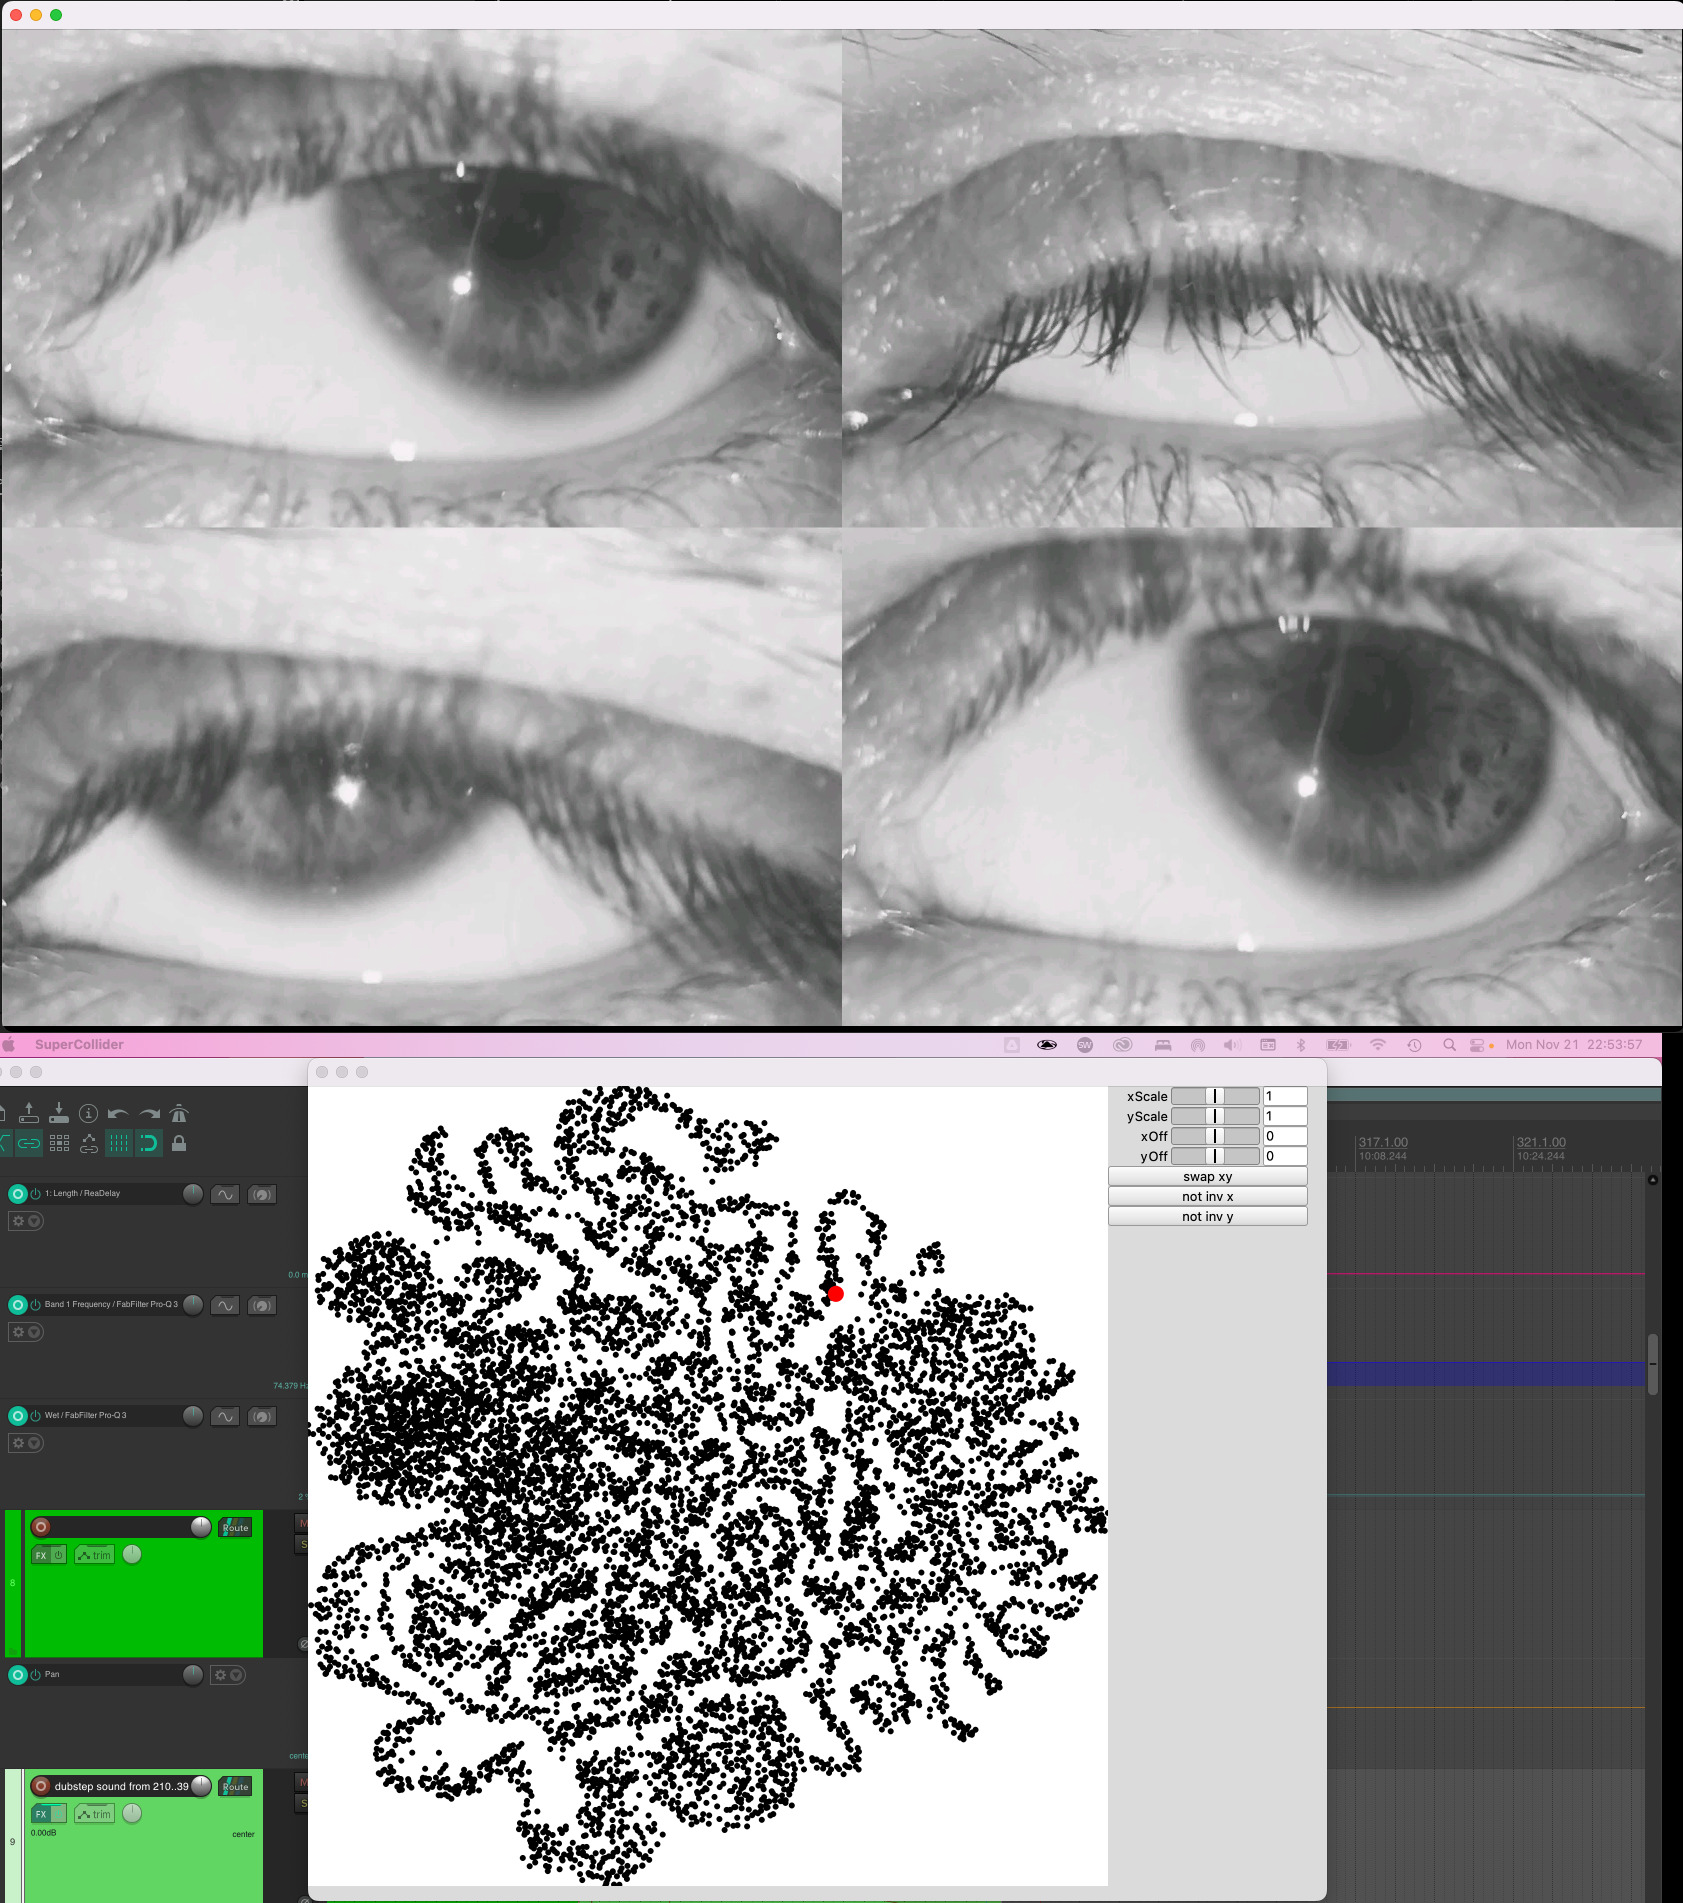 SuperCollider
SW
Mon Nov 21 22:53:57
xScale 1
yScale 1
xOff 0
yOff 0
swap xy
not inv x
not inv y
317.1.00
10:08.244
321.1.00
10:24.244
1: Length / ReaDelay
0.0 m
Band 1 Frequency / FabFilter Pro-Q 3
74.379 Hz
Wet / FabFilter Pro-Q 3
2 °
M
Route
S
FX
trim
8
Pan
cente
M
dubstep sound from 210..39
Route
S
FX
trim
0.00dB
center
9